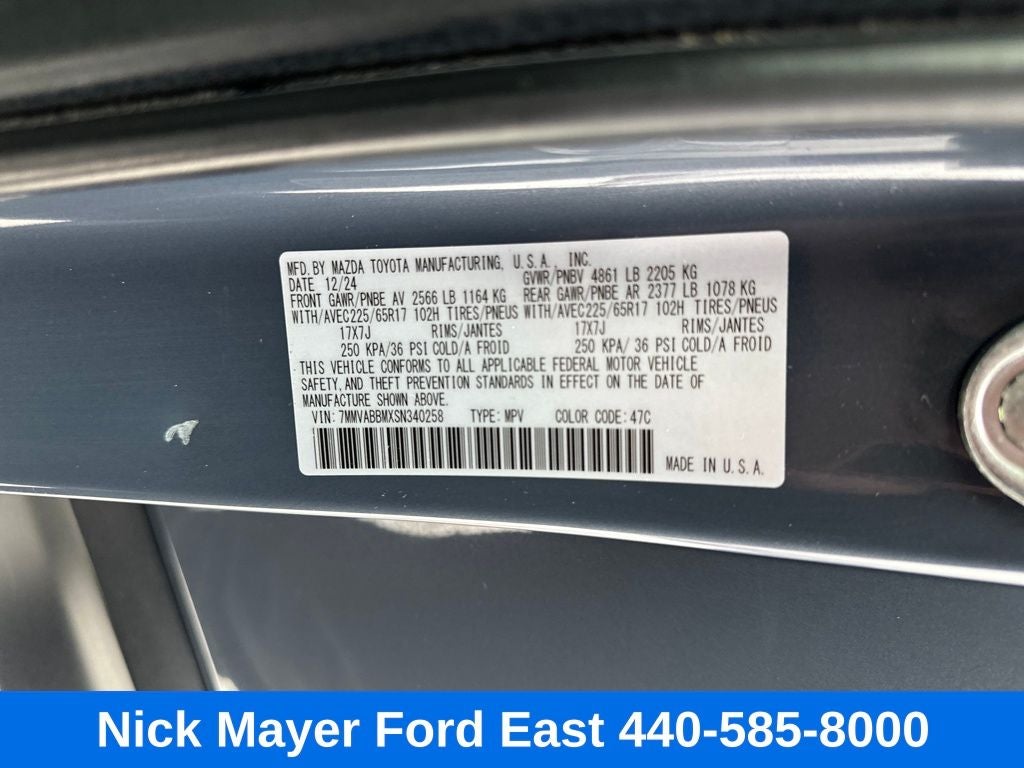 MFD. BY MAZDA TOYOTA MANUFACTURING, U.S.A., INC.
DATE 12/24 GVWR/PNBV 4861 LB 2205 KG
FRONT GAWR/PNBE AV 2566 LB 1164 KG REAR GAWR/PNBE AR 2377 LB 1078 KG
WITH/AVEC225/65R17 102H TIRES/PNEUS WITH/AVEC225/65R17 102H TIRES/PNEUS
17X7J RIMS/JANTES 17X7J RIMS/JANTES
250 KPA/36 PSI COLD/A FROID 250 KPA/ 36 PSI COLD/A FROID
THIS VEHICLE CONFORMS TO ALL APPLICABLE FEDERAL MOTOR VEHICLE
SAFETY, AND THEFT PREVENTION STANDARDS IN EFFECT ON THE DATE OF
MANUFACTURE SHOWN ABOVE.
VIN: 7MMVABBMXSN340258 TYPE: MPV COLOR CODE: 47C
MADE IN U.S.A.
Nick Mayer Ford East 440-585-8000